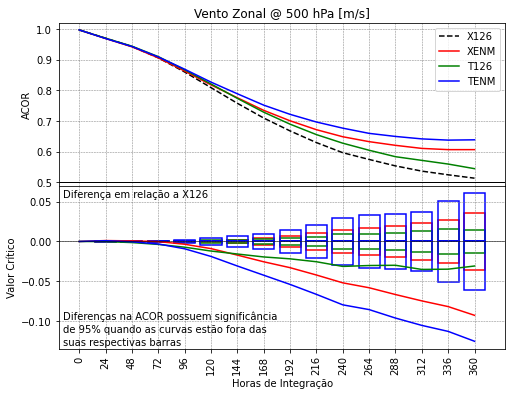 Vento Zonal @ 500 hPa [m/s]
1.0
0.9
0.8
0.7
0.6
0.5
ACOR
X126
XENM
T126
TENM
Diferença em relação a X126
0.05
0.00
−0.05
−0.10
Valor Crítico
Diferenças na ACOR possuem significância
de 95% quando as curvas estão fora das
suas respectivas barras
0 24 48 72 96 120 144 168 192 216 240 264 288 312 336 360
Horas de Integração